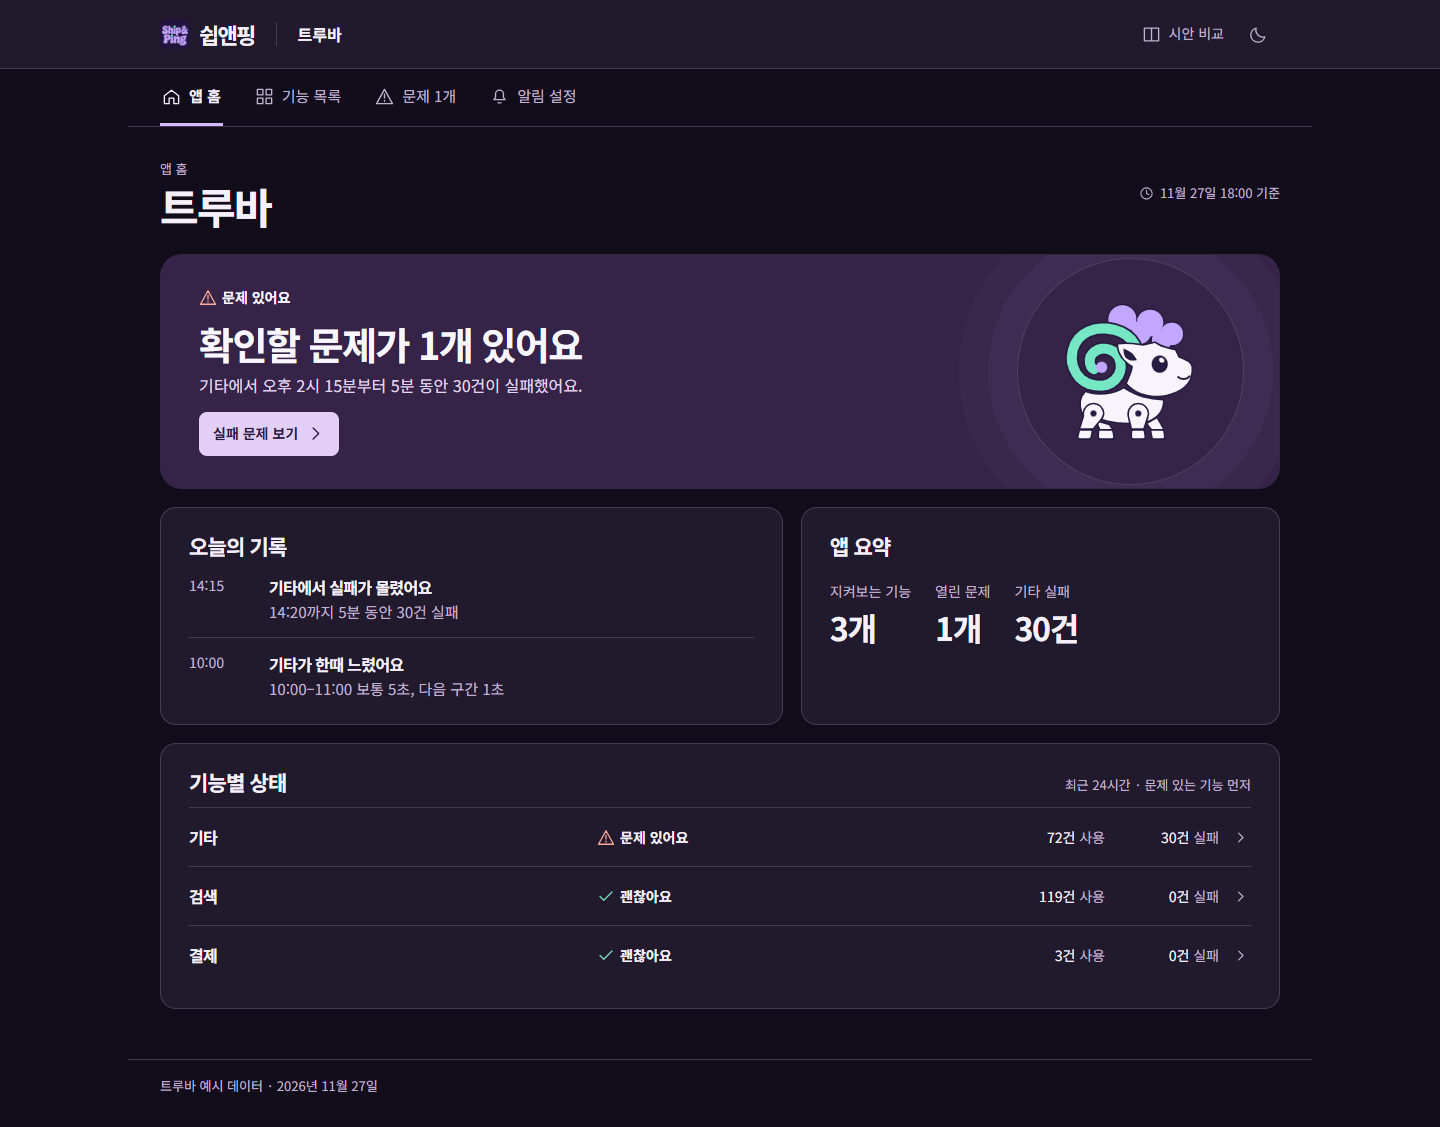 Ship& Ping 쉽앤핑 트루바 시안 비교
앱 홈 기능 목록 문제 1개 알림 설정
앱 홈
트루바
11월 27일 18:00 기준
문제 있어요
확인할 문제가 1개 있어요
기타에서 오후 2시 15분부터 5분 동안 30건이 실패했어요.
실패 문제 보기
오늘의 기록
14:15 기타에서 실패가 몰렸어요
14:20까지 5분 동안 30건 실패
10:00 기타가 한때 느렸어요
10:00–11:00 보통 5초, 다음 구간 1초
앱 요약
지켜보는 기능 열린 문제 기타 실패
3개 1개 30건
기능별 상태 최근 24시간 · 문제 있는 기능 먼저
기타 문제 있어요 72건 사용 30건 실패
검색 괜찮아요 119건 사용 0건 실패
결제 괜찮아요 3건 사용 0건 실패
트루바 예시 데이터 · 2026년 11월 27일